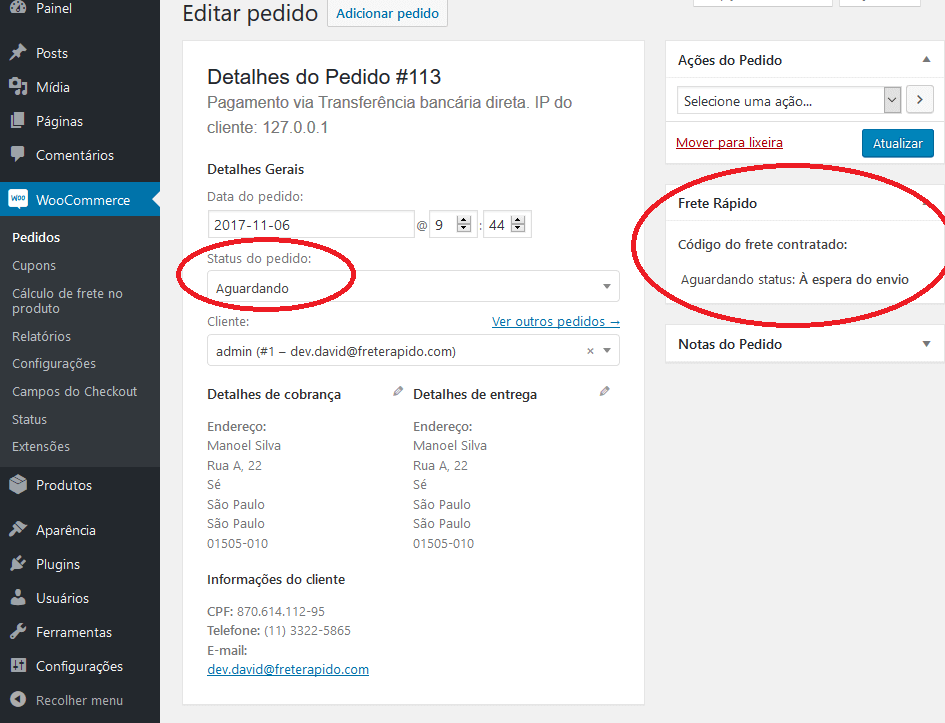 Painel
Posts
Mídia
Páginas
Comentários
WOO
WooCommerce
Pedidos
Cupons
Cálculo de frete no
produto
Relatórios
Configurações
Campos do Checkout
Status
Extensões
Produtos
Aparência
Plugins
Usuários
Ferramentas
Configurações
Recolher menu
Editar pedido
Adicionar pedido
Detalhes do Pedido #113
Pagamento via Transferência bancária direta. IP do
cliente: 127.0.0.1
Detalhes Gerais
Data do pedido:
2017-11-06 @ 9 : 44
Status do pedido:
Aguardando
Cliente: Ver outros pedidos →
admin (#1 – dev.david@freterapido.com) ×
Detalhes de cobrança
Endereço:
Manoel Silva
Rua A, 22
Sé
São Paulo
São Paulo
01505-010
Detalhes de entrega
Endereço:
Manoel Silva
Rua A, 22
Sé
São Paulo
São Paulo
01505-010
Informações do cliente
CPF: 870.614.112-95
Telefone: (11) 3322-5865
E-mail:
dev.david@freterapido.com
Ações do Pedido
Selecione uma ação...
Mover para lixeira
Atualizar
Frete Rápido
Código do frete contratado:
Aguardando status: À espera do envio
Notas do Pedido